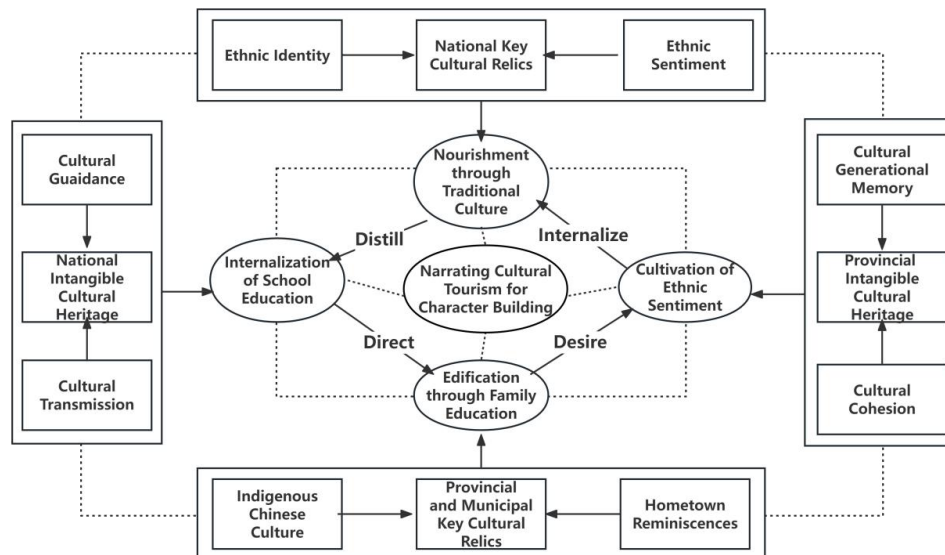 Ethnic Identity
National Key
Cultural Relics
Ethnic
Sentiment
Cultural
Guaidance
National
Intangible
Cultural
Heritage
Cultural
Transmission
Nourishment
through
Traditional
Culture
Distill
Internalize
Internalization
of School
Education
Narrating Cultural
Tourism for
Character Building
Cultivation of
Ethnic
Sentiment
Direct
Desire
Edification
through Family
Education
Cultural
Generational
Memory
Provincial
Intangible
Cultural
Heritage
Cultural
Cohesion
Indigenous
Chinese
Culture
Provincial
and Municipal
Key Cultural
Relics
Hometown
Reminiscences